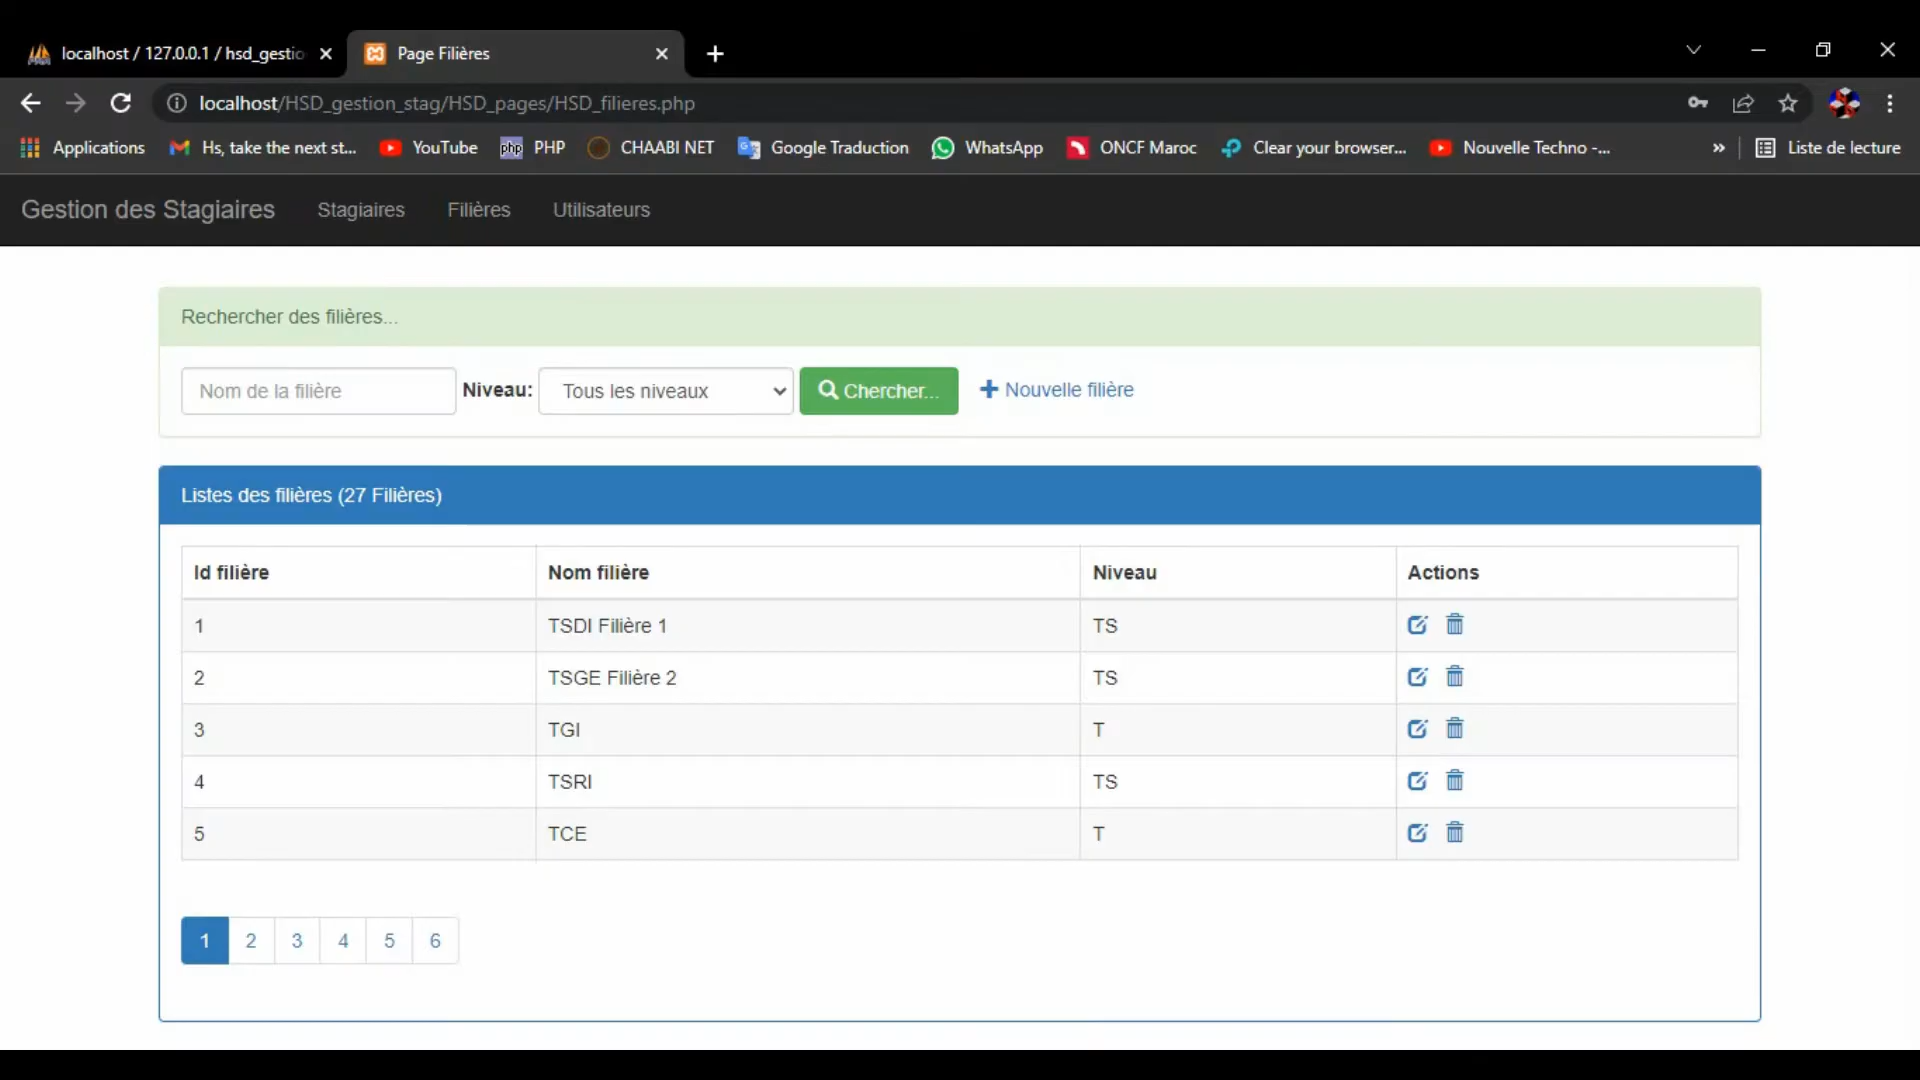 localhost / 127.0.0.1 / hsd_gestio
Page Filières
localhost/HSD_gestion_stag/HSD_pages/HSD_filieres.php
Applications Hs, take the next st... YouTube php PHP CHAABI NET Google Traduction WhatsApp ONCF Maroc Clear your browser... Nouvelle Techno -... » Liste de lecture
Gestion des Stagiaires Stagiaires Filières Utilisateurs
Rechercher des filières...
Nom de la filière Niveau: Tous les niveaux Chercher... Nouvelle filière
Listes des filières (27 Filières)
Id filière Nom filière Niveau Actions
1 TSDI Filière 1 TS
2 TSGE Filière 2 TS
3 TGI T
4 TSRI TS
5 TCE T
1 2 3 4 5 6